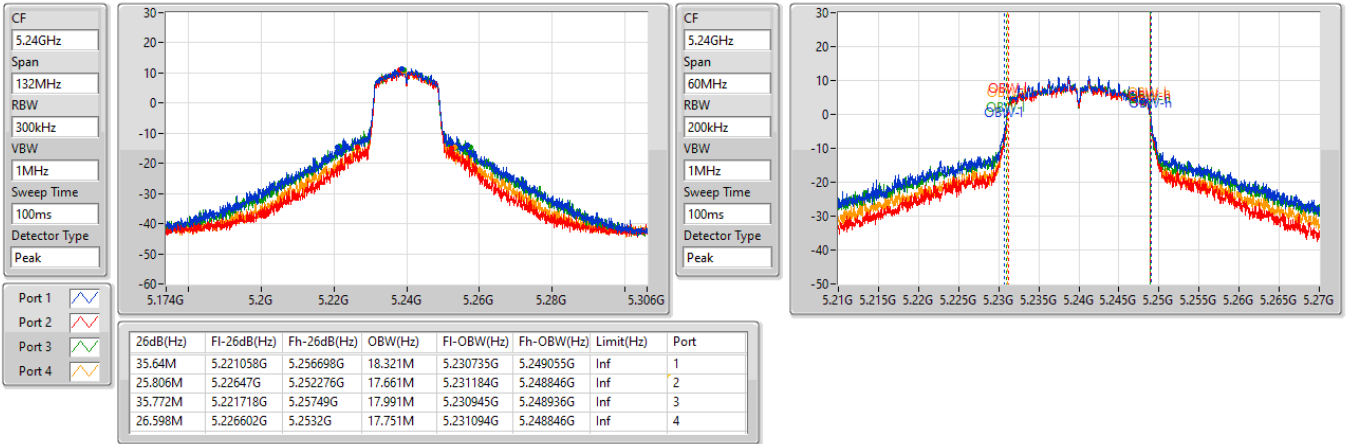 CF
5.24GHz
Span
132MHz
RBW
300kHz
VBW
1MHz
Sweep Time
100ms
Detector Type
Peak
30
20
10
0
-10
-20
-30
-40
-50
-60
5.174G 5.2G 5.22G 5.24G 5.26G 5.28G 5.306G
CF
5.24GHz
Span
60MHz
RBW
200kHz
VBW
1MHz
Sweep Time
100ms
Detector Type
Peak
30
20
10
0
-10
-20
-30
-40
-50
OBW-l
OBW-h
5.21G 5.215G 5.22G 5.225G 5.23G 5.235G 5.24G 5.245G 5.25G 5.255G 5.26G 5.265G 5.27G
Port 1
Port 2
Port 3
Port 4
26dB(Hz) Fl-26dB(Hz) Fh-26dB(Hz) OBW(Hz) Fl-OBW(Hz) Fh-OBW(Hz) Limit(Hz) Port
35.64M 5.221058G 5.256698G 18.321M 5.230735G 5.249055G Inf 1
25.806M 5.22647G 5.252276G 17.661M 5.231184G 5.248846G Inf 2
35.772M 5.221718G 5.25749G 17.991M 5.230945G 5.248936G Inf 3
26.598M 5.226602G 5.2532G 17.751M 5.231094G 5.248846G Inf 4